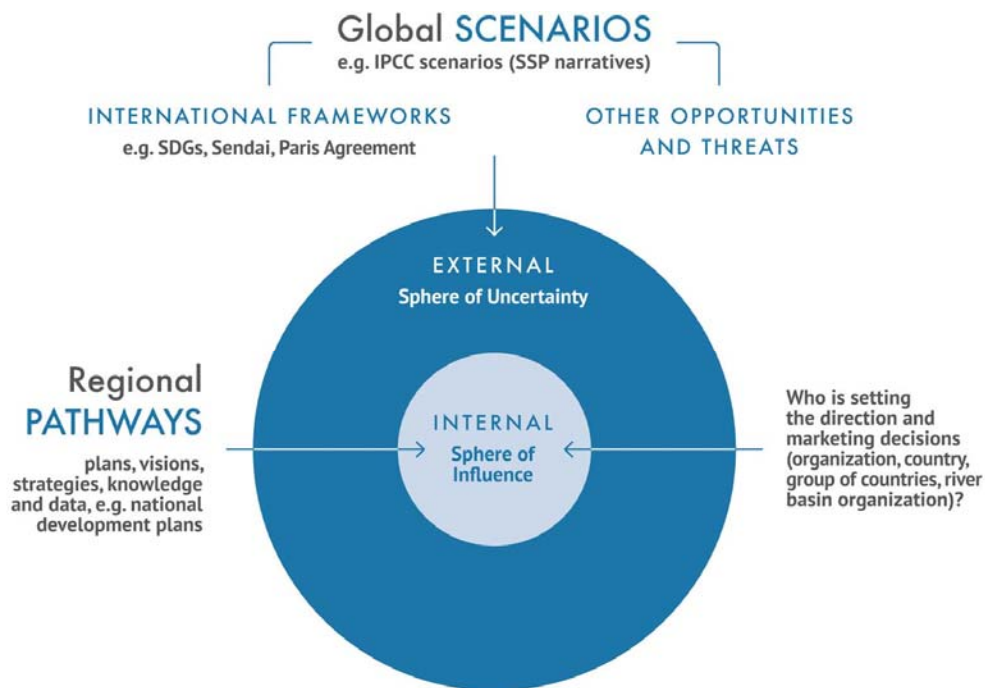 Global SCENARIOS
e.g. IPCC scenarios (SSP narratives)
INTERNATIONAL FRAMEWORKS
e.g. SDGs, Sendai, Paris Agreement
OTHER OPPORTUNITIES
AND THREATS
EXTERNAL
Sphere of Uncertainty
Regional
PATHWAYS
plans, visions,
strategies, knowledge
and data, e.g. national
development plans
INTERNAL
Sphere of
Influence
Who is setting
the direction and
marketing decisions
(organization, country,
group of countries, river
basin organization)?